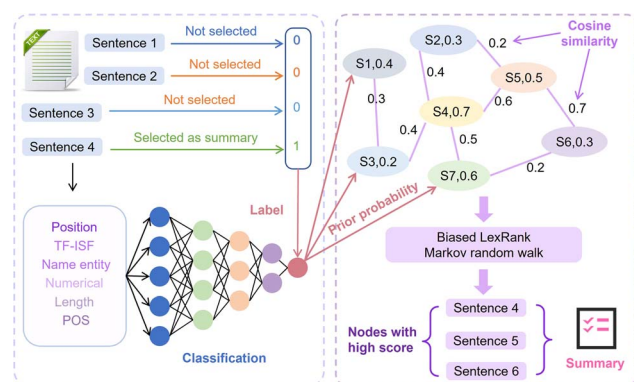 TEXT
Sentence 1
Not selected
0
Sentence 2
Not selected
0
Sentence 3
Not selected
0
Sentence 4
Selected as summary
1
Position
TF-ISF
Name entity
Numerical
Length
POS
Classification
Label
Prior probability
S1,0.4
S2,0.3
0.2
Cosine
similarity
S5,0.5
0.4
0.3
S4,0.7
0.6
0.7
0.4
0.5
S6,0.3
S3,0.2
S7,0.6
0.2
Biased LexRank
Markov random walk
Nodes with
high score
Sentence 4
Sentence 5
Sentence 6
Summary